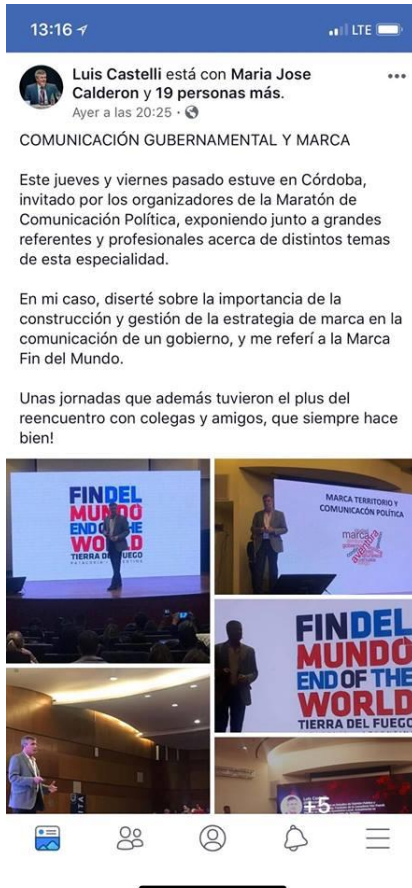 13:16
LTE
Luis Castelli está con Maria Jose
Calderon y 19 personas más.
Ayer a las 20:25 ·
COMUNICACIÓN GUBERNAMENTAL Y MARCA
Este jueves y viernes pasado estuve en Córdoba,
invitado por los organizadores de la Maratón de
Comunicación Política, exponiendo junto a grandes
referentes y profesionales acerca de distintos temas
de esta especialidad.
En mi caso, diserté sobre la importancia de la
construcción y gestión de la estrategia de marca en la
comunicación de un gobierno, y me referí a la Marca
Fin del Mundo.
Unas jornadas que además tuvieron el plus del
reencuentro con colegas y amigos, que siempre hace
bien!
FINDEL
MUNDO
END OF THE
WORLD
TIERRA DEL FUEGO
MARCA TERRITORIO Y
COMUNICACIÓN POLÍTICA
marca
FINDEL
MUNDO
END OF THE
WORLD
TIERRA DEL FUEGO
Luis Castelli
+5